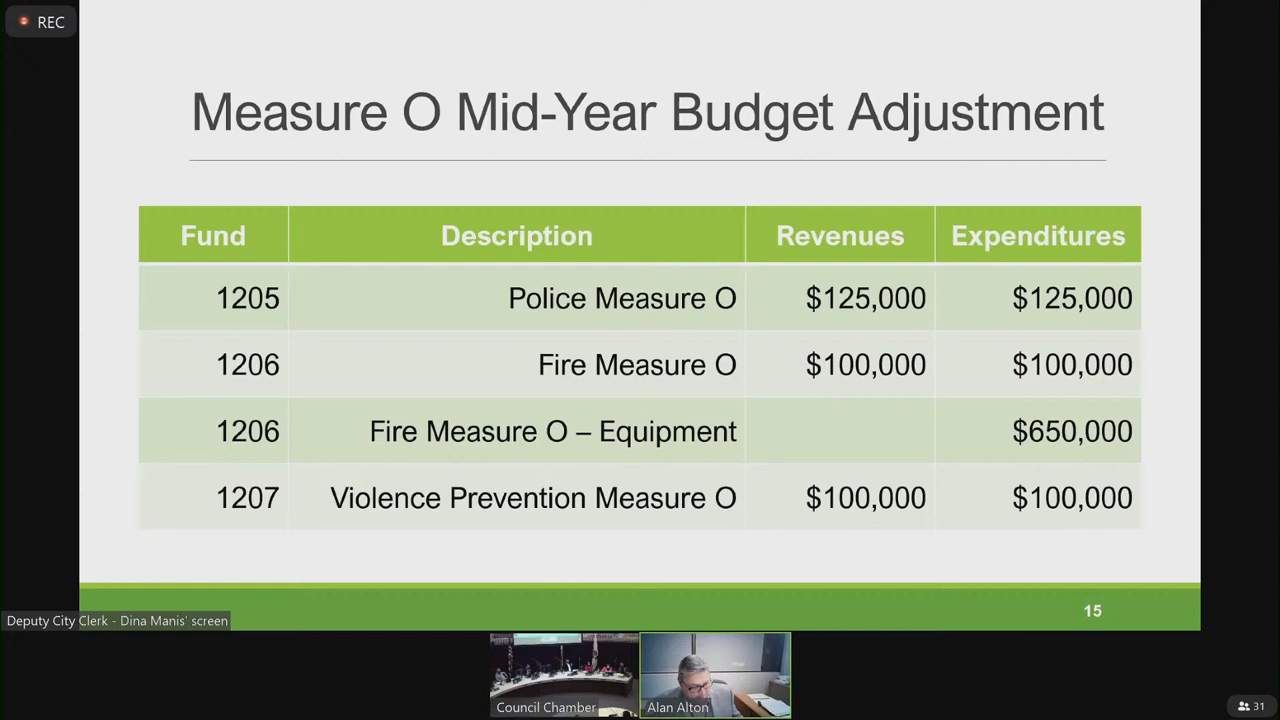 REC
Measure O Mid-Year Budget Adjustment
Fund Description Revenues Expenditures
1205 Police Measure O $125,000 $125,000
1206 Fire Measure O $100,000 $100,000
1206 Fire Measure O – Equipment $650,000
1207 Violence Prevention Measure O $100,000 $100,000
15
Deputy City Clerk - Dina Manis' screen
Council Chamber
Alan Alton
31